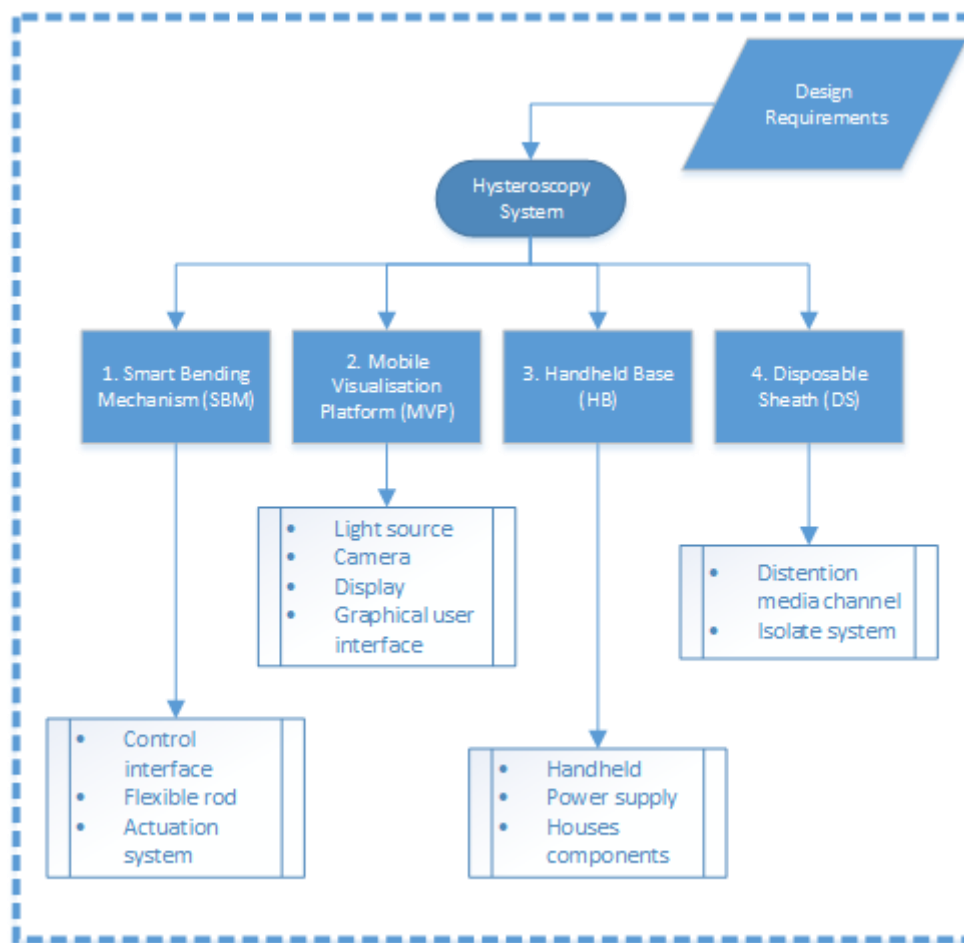 Design
Requirements
Hysteroscopy
System
1. Smart Bending
Mechanism (SBM)
2. Mobile
Visualisation
Platform (MVP)
3. Handheld Base
(HB)
4. Disposable
Sheath (DS)
• Light source
• Camera
• Display
• Graphical user
interface
• Distention
media channel
• Isolate system
• Control
interface
• Flexible rod
• Actuation
system
• Handheld
• Power supply
• Houses
components